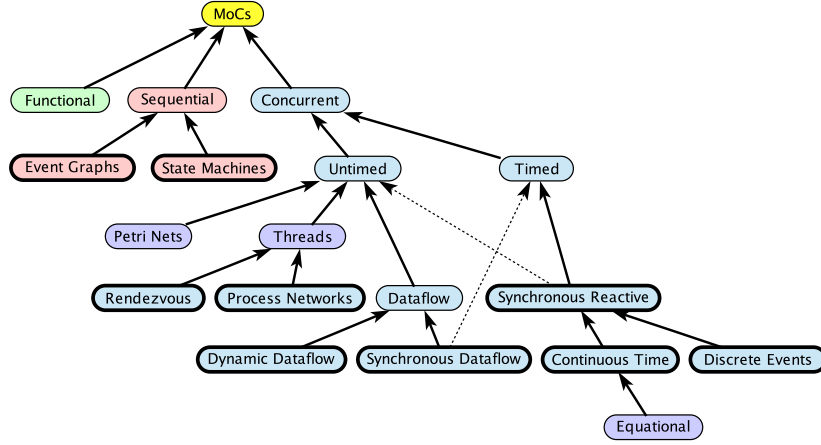 MoCs
Functional
Sequential
Concurrent
Event Graphs
State Machines
Untimed
Timed
Petri Nets
Threads
Rendezvous
Process Networks
Dataflow
Synchronous Reactive
Dynamic Dataflow
Synchronous Dataflow
Continuous Time
Discrete Events
Equational